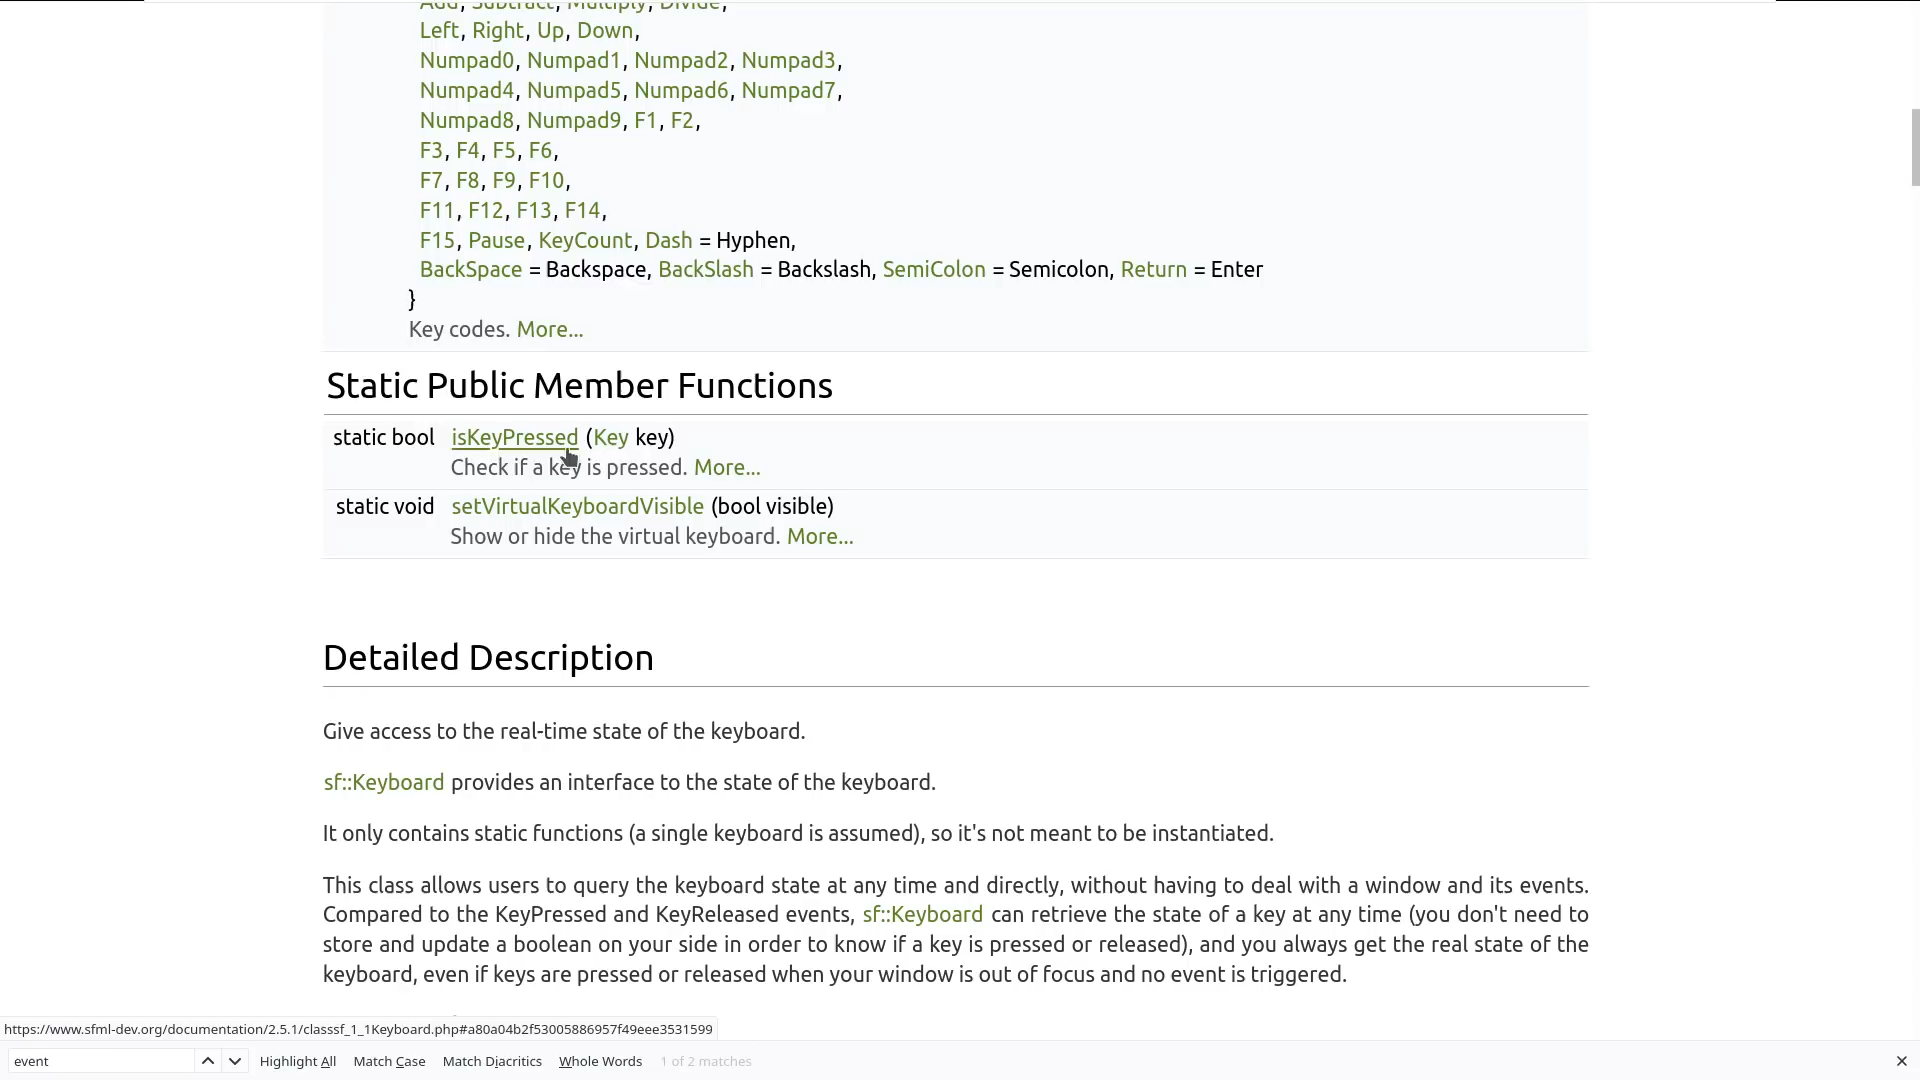 Add, Subtract, Multiply, Divide,
Left, Right, Up, Down,
Numpad0, Numpad1, Numpad2, Numpad3,
Numpad4, Numpad5, Numpad6, Numpad7,
Numpad8, Numpad9, F1, F2,
F3, F4, F5, F6,
F7, F8, F9, F10,
F11, F12, F13, F14,
F15, Pause, KeyCount, Dash = Hyphen,
BackSpace = Backspace, BackSlash = Backslash, SemiColon = Semicolon, Return = Enter
}
Key codes. More...
Static Public Member Functions
static bool isKeyPressed (Key key)
Check if a key is pressed. More...
static void setVirtualKeyboardVisible (bool visible)
Show or hide the virtual keyboard. More...
Detailed Description
Give access to the real-time state of the keyboard.
sf::Keyboard provides an interface to the state of the keyboard.
It only contains static functions (a single keyboard is assumed), so it's not meant to be instantiated.
This class allows users to query the keyboard state at any time and directly, without having to deal with a window and its events.
Compared to the KeyPressed and KeyReleased events, sf::Keyboard can retrieve the state of a key at any time (you don't need to
store and update a boolean on your side in order to know if a key is pressed or released), and you always get the real state of the
keyboard, even if keys are pressed or released when your window is out of focus and no event is triggered.
https://www.sfml-dev.org/documentation/2.5.1/classsf_1_1Keyboard.php#a80a04b2f53005886957f49eee3531599
event Highlight All Match Case Match Diacritics Whole Words 1 of 2 matches